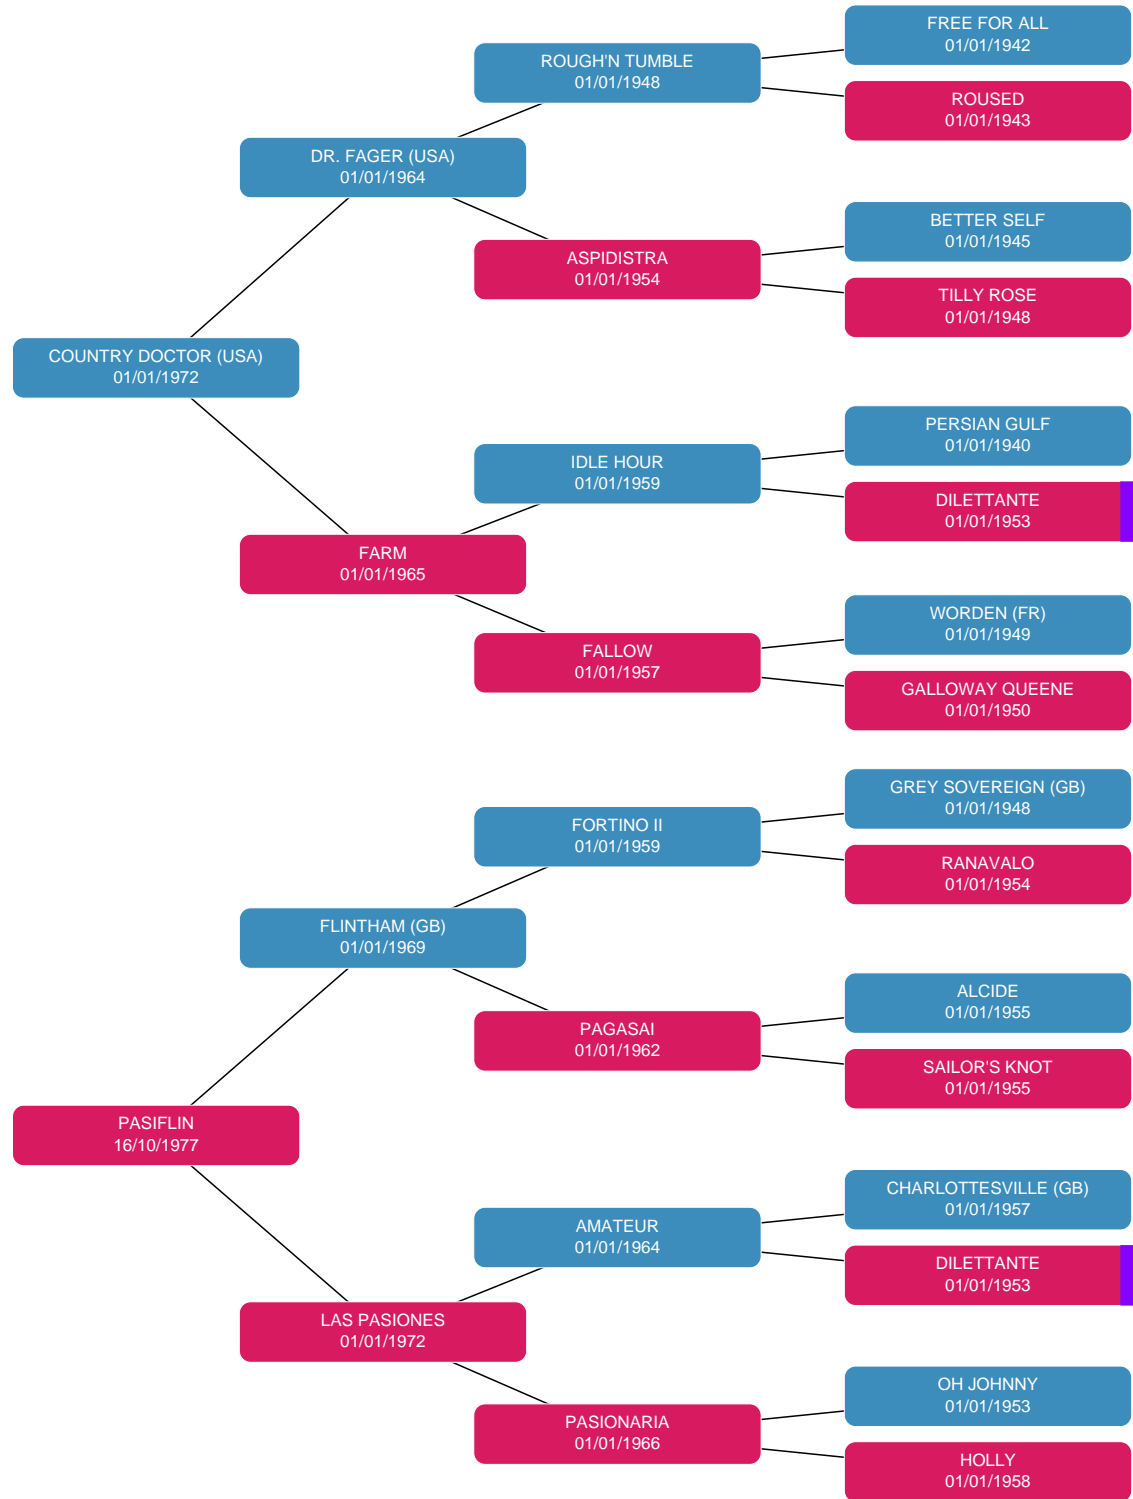 FREE FOR ALL
01/01/1942
ROUGH'N TUMBLE
01/01/1948
ROUSED
01/01/1943
DR. FAGER (USA)
01/01/1964
BETTER SELF
01/01/1945
ASPIDISTRA
01/01/1954
TILLY ROSE
01/01/1948
COUNTRY DOCTOR (USA)
01/01/1972
PERSIAN GULF
01/01/1940
IDLE HOUR
01/01/1959
DILETTANTE
01/01/1953
FARM
01/01/1965
WORDEN (FR)
01/01/1949
FALLOW
01/01/1957
GALLOWAY QUEENE
01/01/1950
GREY SOVEREIGN (GB)
01/01/1948
FORTINO II
01/01/1959
RANAVALO
01/01/1954
FLINTHAM (GB)
01/01/1969
ALCIDE
01/01/1955
PAGASAI
01/01/1962
SAILOR'S KNOT
01/01/1955
PASIFLIN
16/10/1977
CHARLOTTESVILLE (GB)
01/01/1957
AMATEUR
01/01/1964
DILETTANTE
01/01/1953
LAS PASIONES
01/01/1972
OH JOHNNY
01/01/1953
PASIONARIA
01/01/1966
HOLLY
01/01/1958